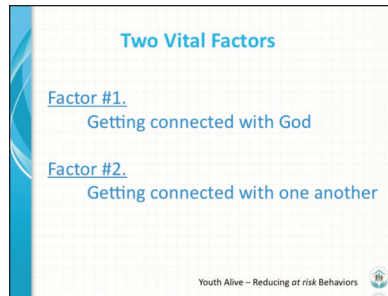 Two Vital Factors
Factor #1.
Getting connected with God
Factor #2.
Getting connected with one another
Youth Alive – Reducing at risk Behaviors